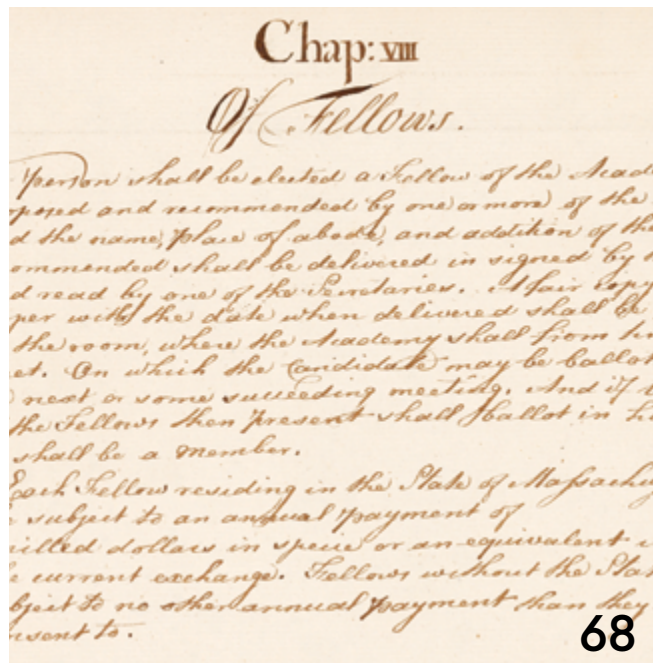 Chap: VIII
Of Fellows.
Person shall be elected a Fellow of the Acad
posed and recommended by one or more of the
d the name, place of abode, and addition of the
ommended shall be delivered in signed by
d read by one of the Secretaries. A fair copy
per with the date when delivered shall be
the room, where the Academy shall from
et. On which the Candidate may be ballot
next or some succeeding meeting. And if
the Fellows then present shall ballot in
shall be a Member.
Each Fellow residing in the State of Massachu
subject to an annual payment of
milled dollars in specie or an equivalent
current exchange. Fellows without the Stat
bject to no other annual payment than they
nsent to.
68